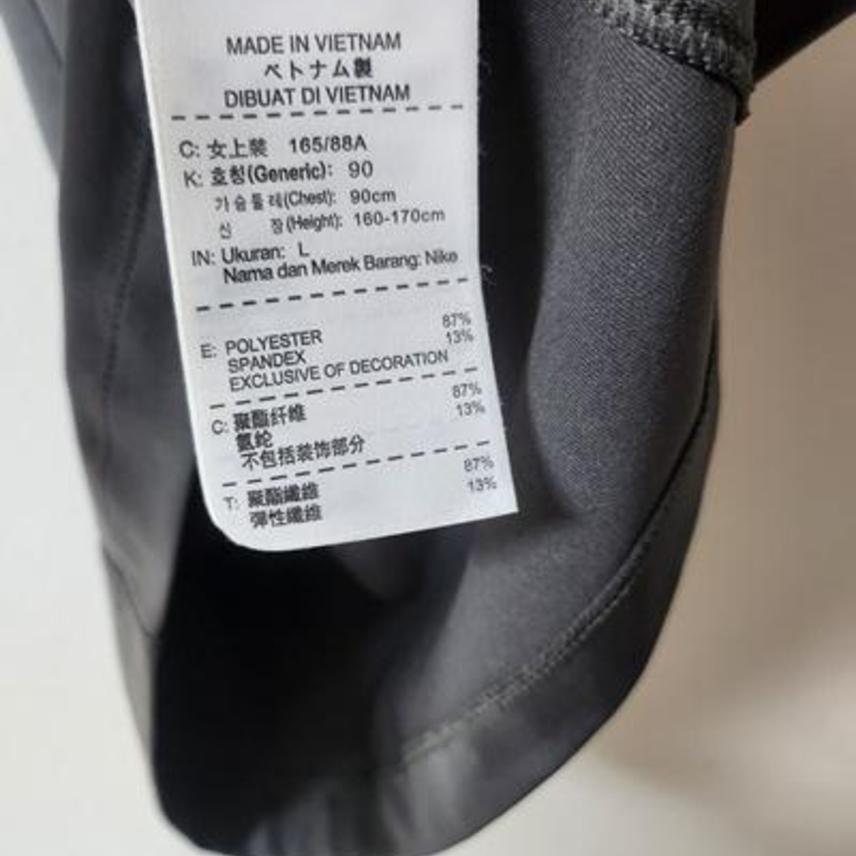 MADE IN VIETNAM
ベトナム製
DIBUAT DI VIETNAM
C: 女上装 165/88A
K: 호칭(Generic): 90
가슴둘레(Chest): 90cm
신 장(Height): 160-170cm
IN: Ukuran: L
Nama dan Merek Barang: Nike
E: POLYESTER 87%
SPANDEX 13%
EXCLUSIVE OF DECORATION
C: 聚酯纤维 87%
氨纶 13%
不包括装饰部分
T: 聚酯纖維 87%
彈性纖維 13%